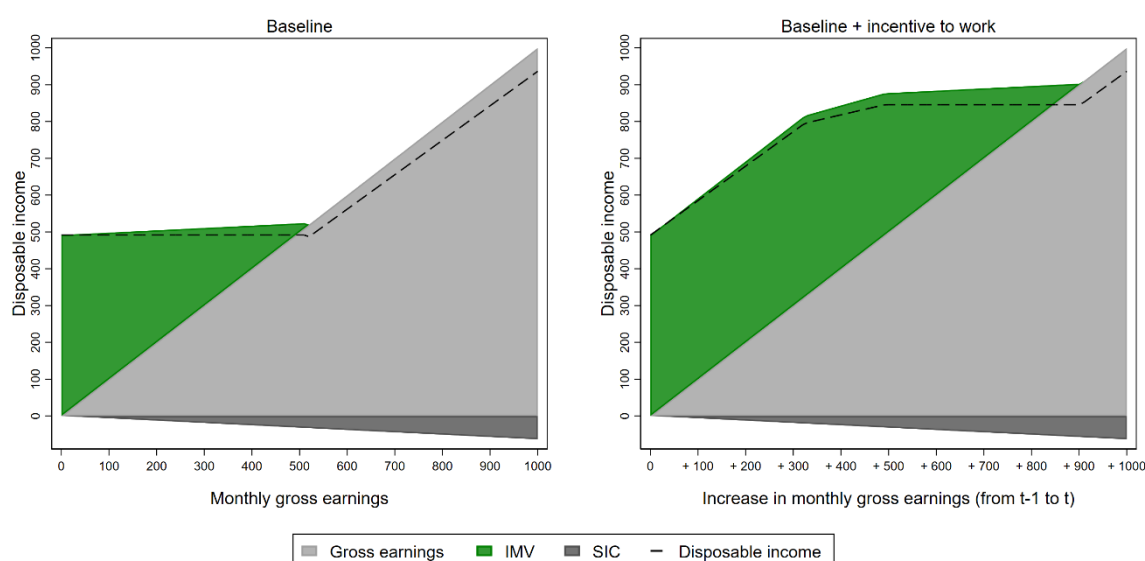 Baseline
Disposable income
1000
900
800
700
600
500
400
300
200
100
0
0 100 200 300 400 500 600 700 800 900 1000
Monthly gross earnings
Baseline + incentive to work
Disposable income
1000
900
800
700
600
500
400
300
200
100
0
0 + 100 + 200 + 300 + 400 + 500 + 600 + 700 + 800 + 900 + 1000
Increase in monthly gross earnings (from t-1 to t)
Gross earnings IMV SIC Disposable income